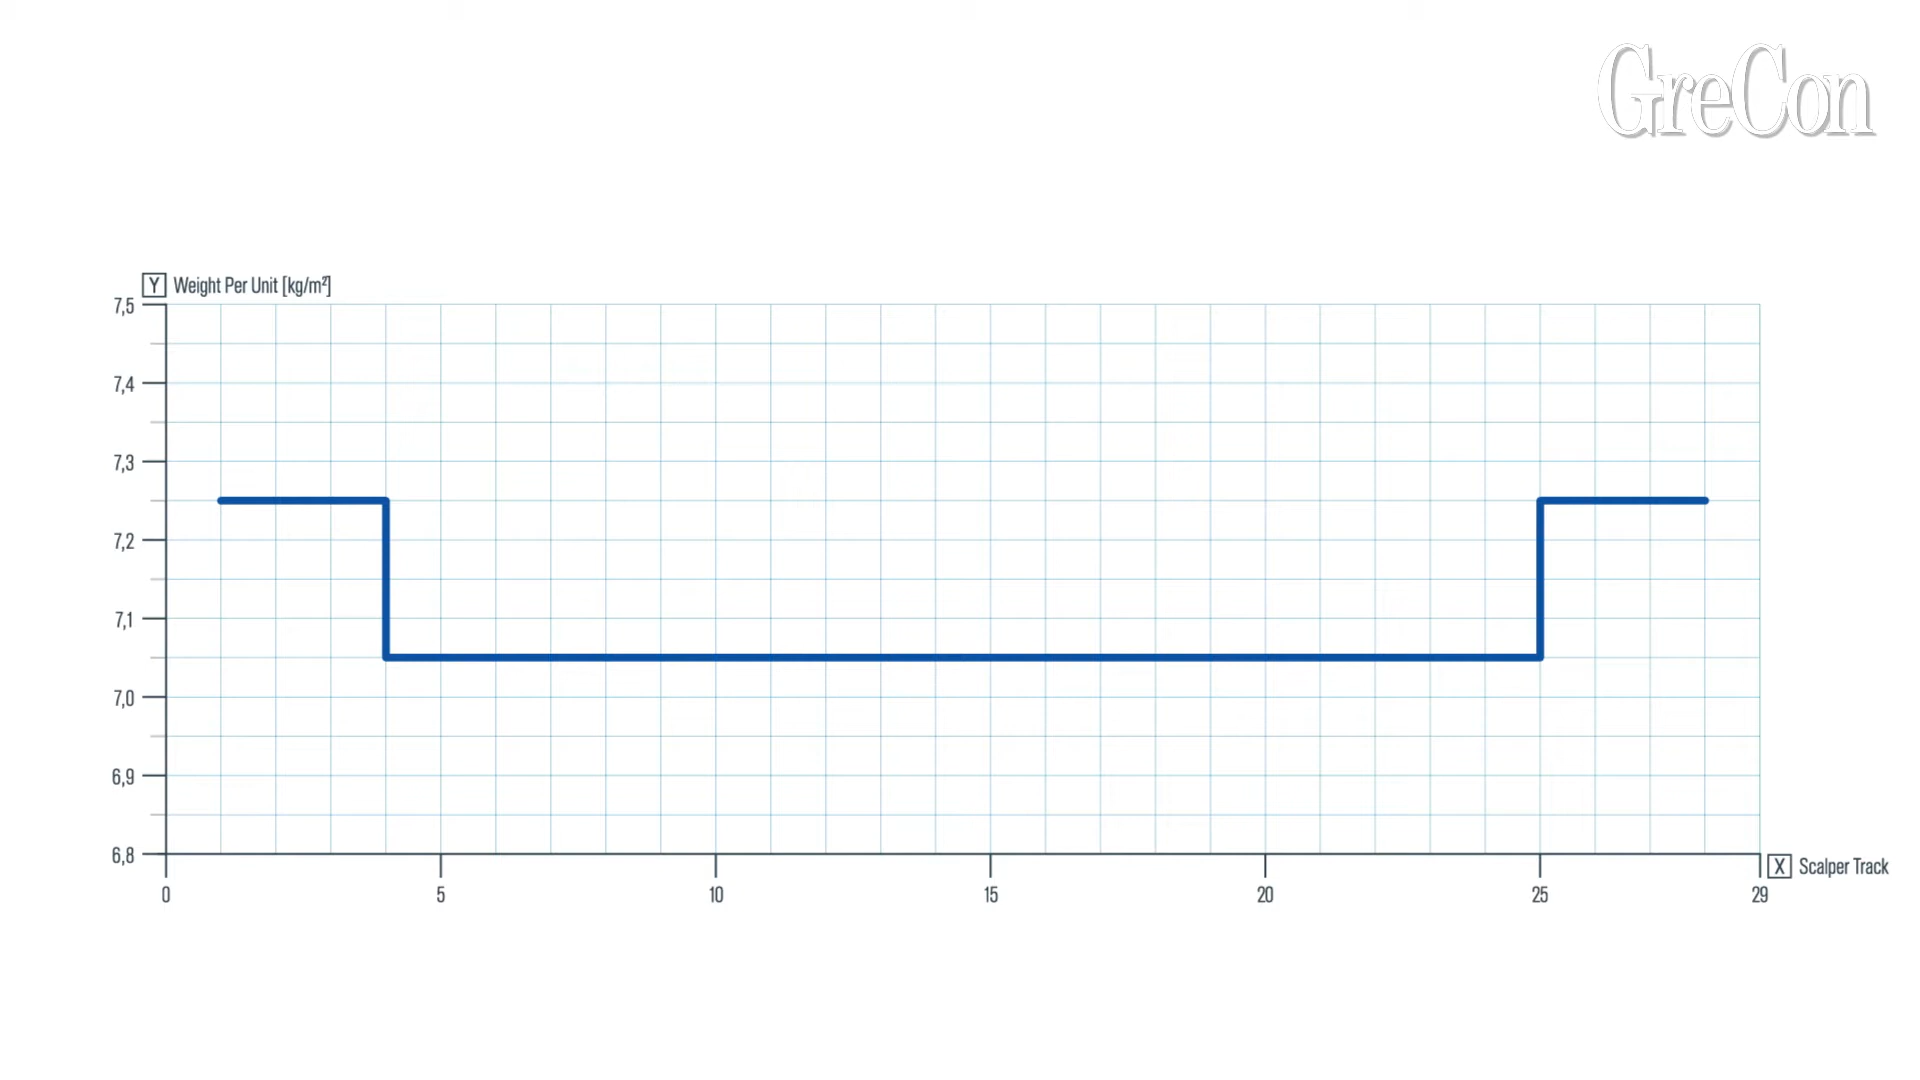 GreCon
Y Weight Per Unit [kg/m²]
7,5
7,4
7,3
7,2
7,1
7,0
6,9
6,8
0 5 10 15 20 25 29
X Scalper Track